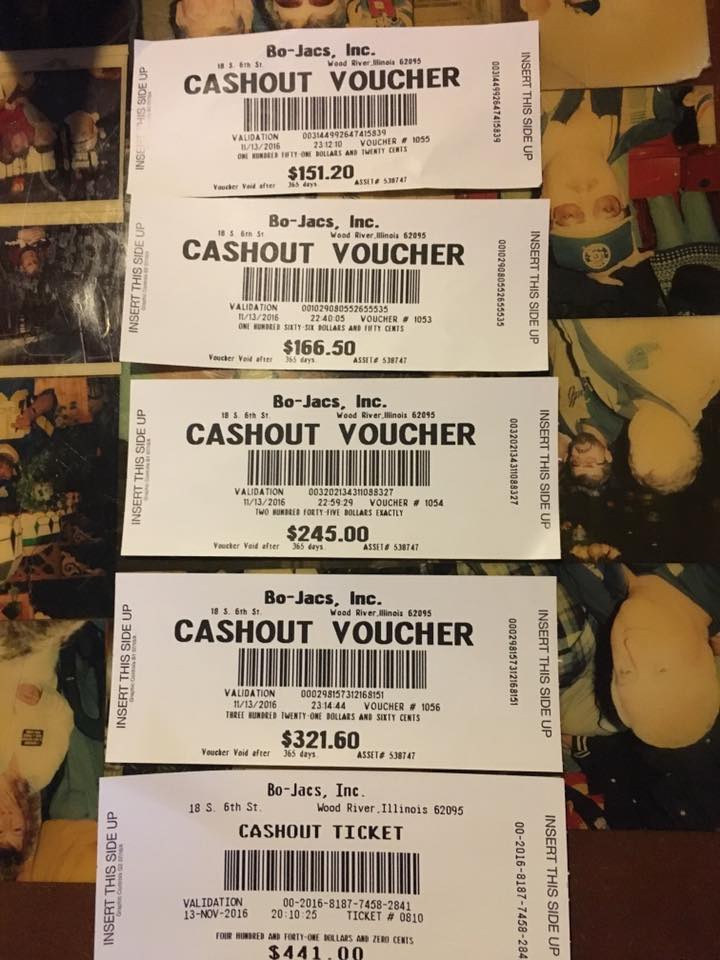 Bo-Jacs, Inc.
18 S. 6th St. Wood River, Illinois 62095
CASHOUT VOUCHER
INSERT THIS SIDE UP
INSERT THIS SIDE UP
VALIDATION 003144992647415839
003144992647415839
11/13/2016 23:12:10 VOUCHER # 1055
ONE HUNDRED FIFTY-ONE DOLLARS AND TWENTY CENTS
$151.20
Voucher Void after 365 days. ASSET# 538747
Bo-Jacs, Inc.
18 S. 6th St. Wood River, Illinois 62095
CASHOUT VOUCHER
INSERT THIS SIDE UP
INSERT THIS SIDE UP
VALIDATION 001029080552655535
001029080552655535
11/13/2016 22:40:05 VOUCHER # 1053
ONE HUNDRED SIXTY-SIX DOLLARS AND FIFTY CENTS
$166.50
Voucher Void after 365 days. ASSET# 538747
Bo-Jacs, Inc.
18 S. 6th St. Wood River, Illinois 62095
CASHOUT VOUCHER
INSERT THIS SIDE UP
INSERT THIS SIDE UP
VALIDATION 003202134311088327
003202134311088327
11/13/2016 22:59:29 VOUCHER # 1054
TWO HUNDRED FORTY-FIVE DOLLARS EXACTLY
$245.00
Voucher Void after 365 days. ASSET# 538747
Bo-Jacs, Inc.
18 S. 6th St. Wood River, Illinois 62095
CASHOUT VOUCHER
INSERT THIS SIDE UP
INSERT THIS SIDE UP
VALIDATION 000298157312168151
000298157312168151
11/13/2016 23:14:44 VOUCHER # 1056
THREE HUNDRED TWENTY-ONE DOLLARS AND SIXTY CENTS
$321.60
Voucher Void after 365 days. ASSET# 538747
Bo-Jacs, Inc.
18 S. 6th St. Wood River, Illinois 62095
CASHOUT TICKET
INSERT THIS SIDE UP
INSERT THIS SIDE UP
VALIDATION 00-2016-8187-7458-2841
00-2016-8187-7458-284
13-NOV-2016 20:10:25 TICKET # 0810
FOUR HUNDRED AND FORTY-ONE DOLLARS AND ZERO CENTS
$441.00